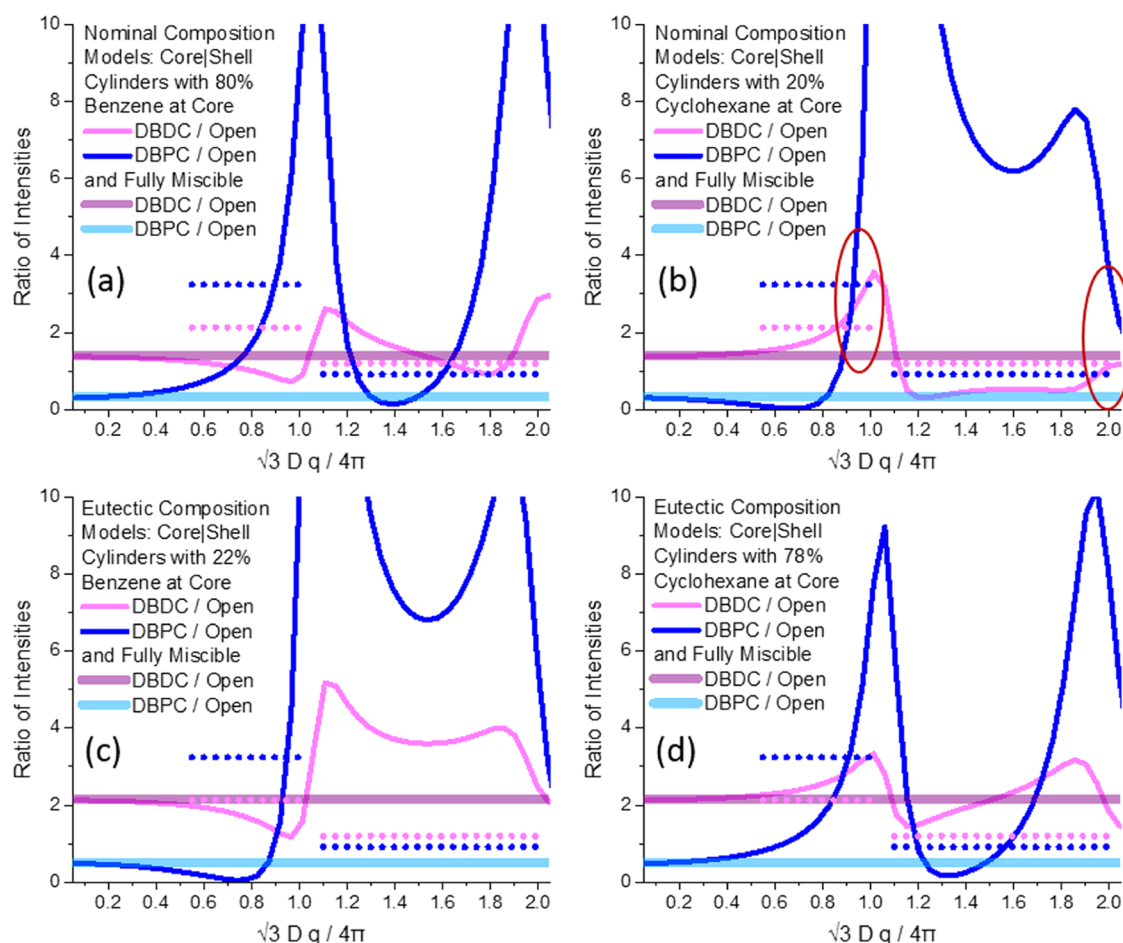 10
8
6
4
2
0
Ratio of Intensities
Nominal Composition
Models: Core|Shell
Cylinders with 80%
Benzene at Core
DBDC / Open
DBPC / Open
and Fully Miscible
DBDC / Open
DBPC / Open
(a)
0.2 0.4 0.6 0.8 1.0 1.2 1.4 1.6 1.8 2.0
√3 D q / 4π
10
8
6
4
2
0
Ratio of Intensities
Nominal Composition
Models: Core|Shell
Cylinders with 20%
Cyclohexane at Core
DBDC / Open
DBPC / Open
and Fully Miscible
DBDC / Open
DBPC / Open
(b)
0.2 0.4 0.6 0.8 1.0 1.2 1.4 1.6 1.8 2.0
√3 D q / 4π
10
8
6
4
2
0
Ratio of Intensities
Eutectic Composition
Models: Core|Shell
Cylinders with 22%
Benzene at Core
DBDC / Open
DBPC / Open
and Fully Miscible
DBDC / Open
DBPC / Open
(c)
0.2 0.4 0.6 0.8 1.0 1.2 1.4 1.6 1.8 2.0
√3 D q / 4π
10
8
6
4
2
0
Ratio of Intensities
Eutectic Composition
Models: Core|Shell
Cylinders with 78%
Cyclohexane at Core
DBDC / Open
DBPC / Open
and Fully Miscible
DBDC / Open
DBPC / Open
(d)
0.2 0.4 0.6 0.8 1.0 1.2 1.4 1.6 1.8 2.0
√3 D q / 4π